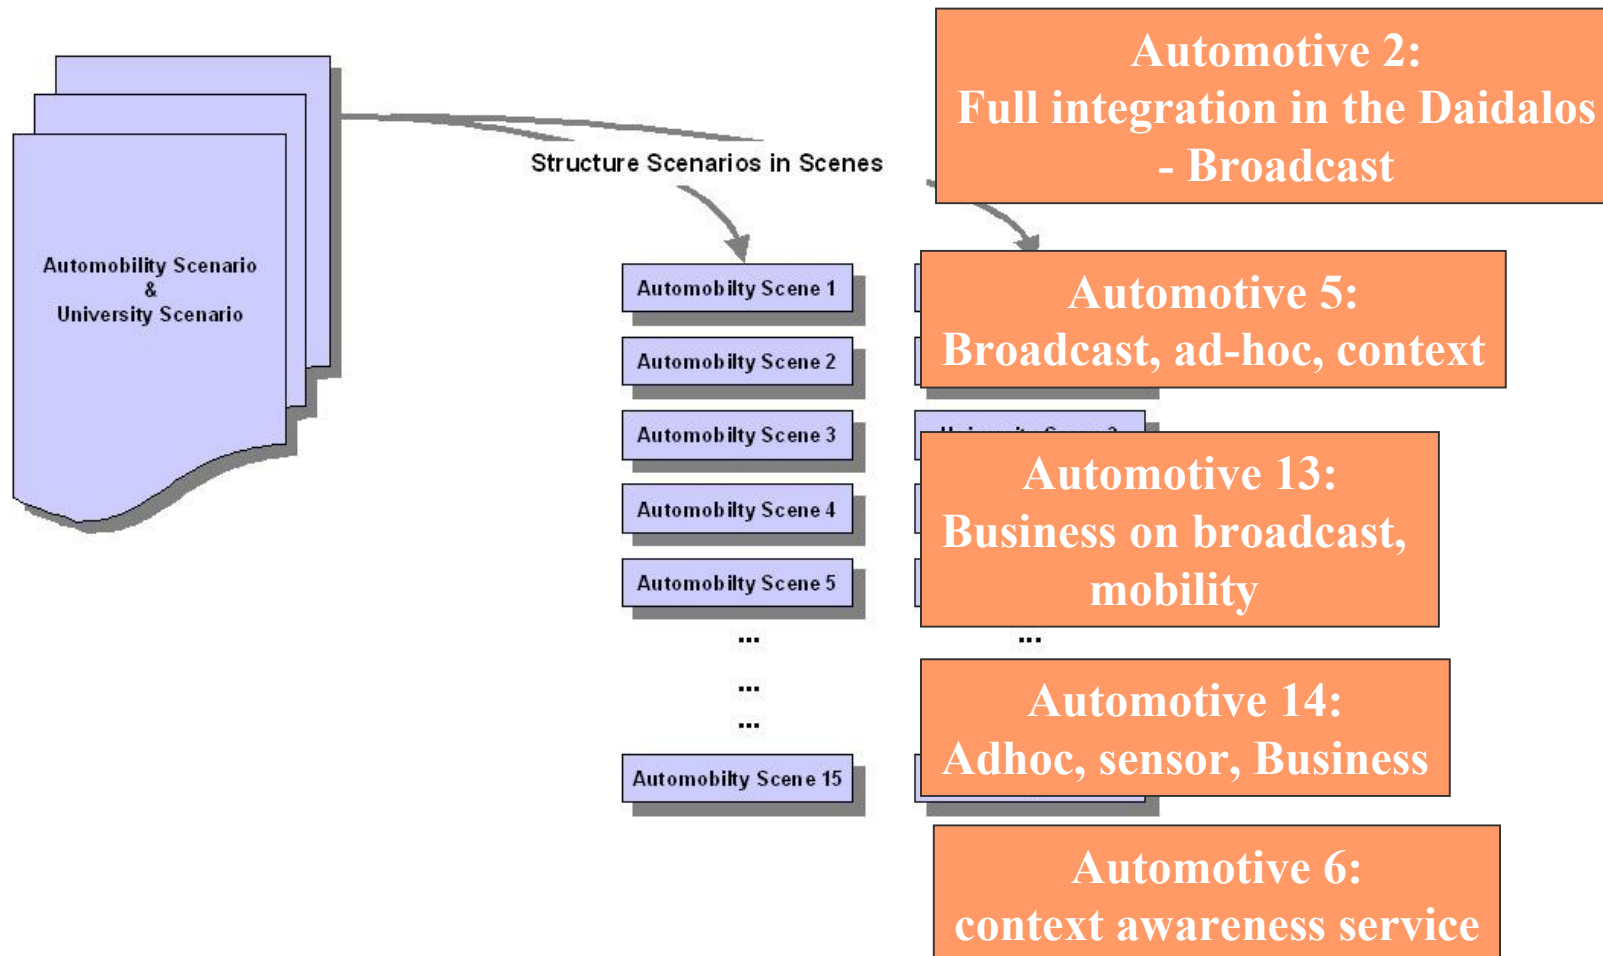 Automotive 2:
Full integration in the Daidalos
- Broadcast
Structure Scenarios in Scenes
Automobility Scenario
&
University Scenario
Automobilty Scene 1
Automobilty Scene 2
Automobilty Scene 3
Automobilty Scene 4
Automobilty Scene 5
...
...
...
Automobilty Scene 15
Automotive 5:
Broadcast, ad-hoc, context
Automotive 13:
Business on broadcast,
mobility
...
Automotive 14:
Adhoc, sensor, Business
Automotive 6:
context awareness service